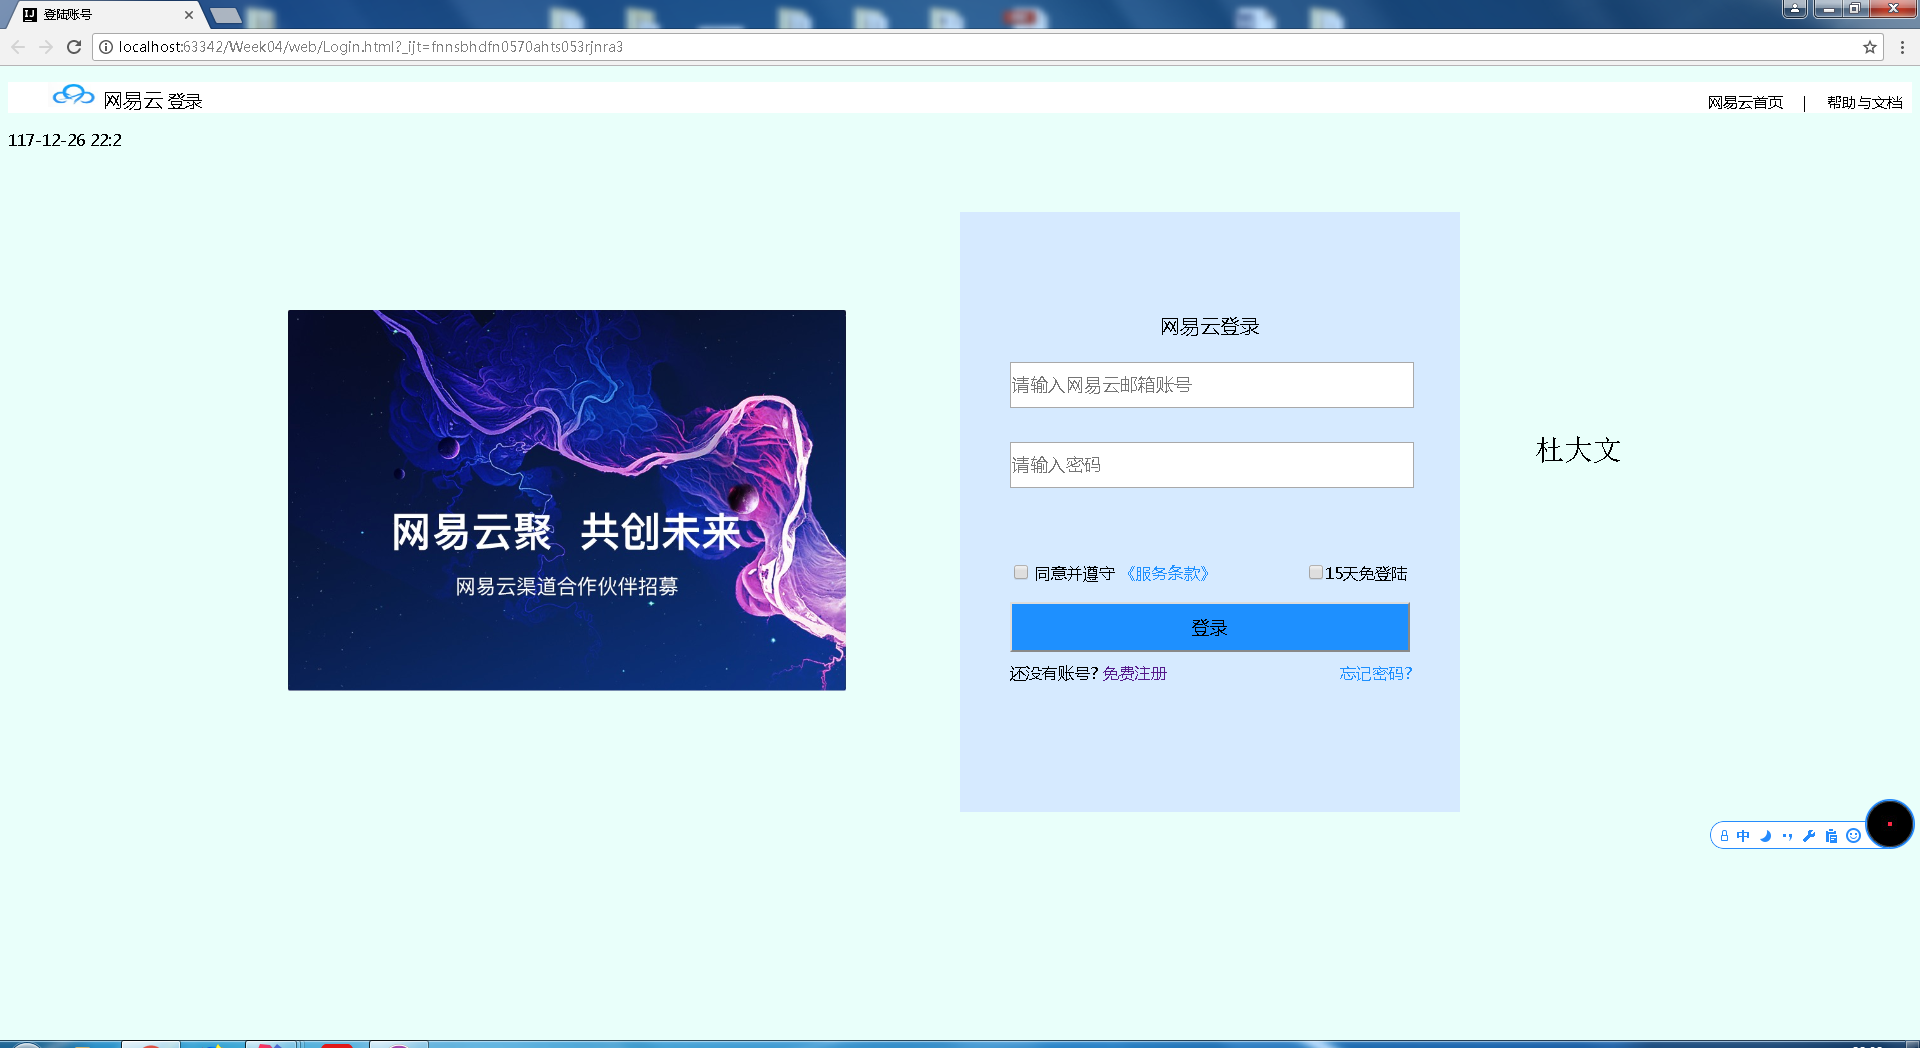 登陆账号
localhost:63342/Week04/web/Login.html?_ijt=fnnsbhdfn0570ahts053rjnra3
网易云 登录
网易云首页 | 帮助与文档
117-12-26 22:2
网易云登录
请输入网易云邮箱账号
请输入密码
杜大文
网易云聚 共创未来
网易云渠道合作伙伴招募
同意并遵守 《服务条款》
15天免登陆
登录
还没有账号? 免费注册
忘记密码?
中